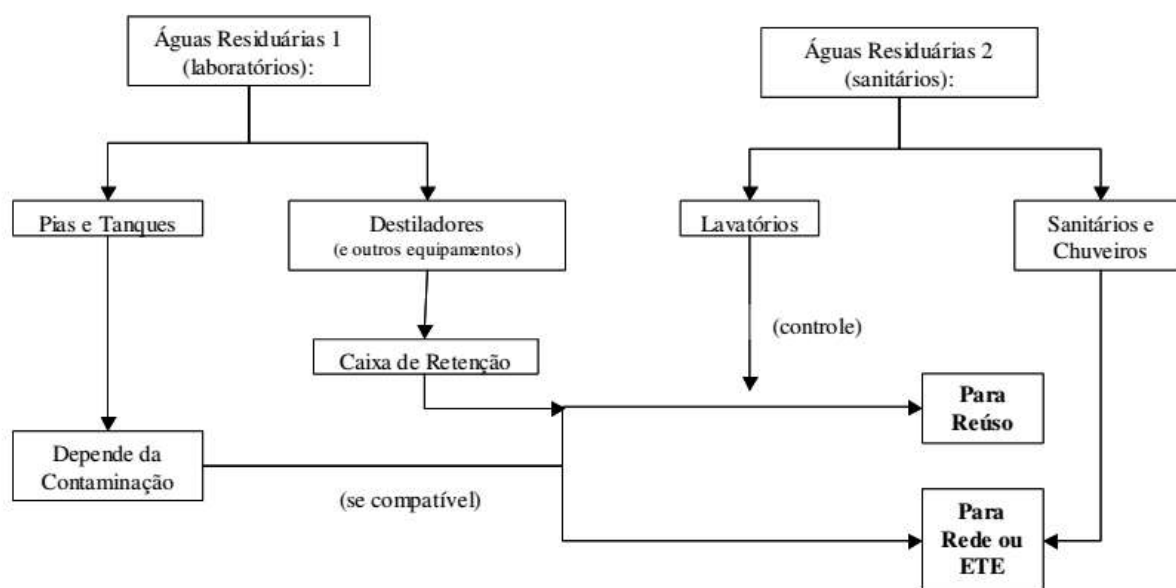 Águas Residuárias 1
(laboratórios):
Águas Residuárias 2
(sanitários):
Pias e Tanques
Destiladores
(e outros equipamentos)
Lavatórios
Sanitários e
Chuveiros
(controle)
Caixa de Retenção
Para
Reúso
Depende da
Contaminação
(se compatível)
Para
Rede ou
ETE